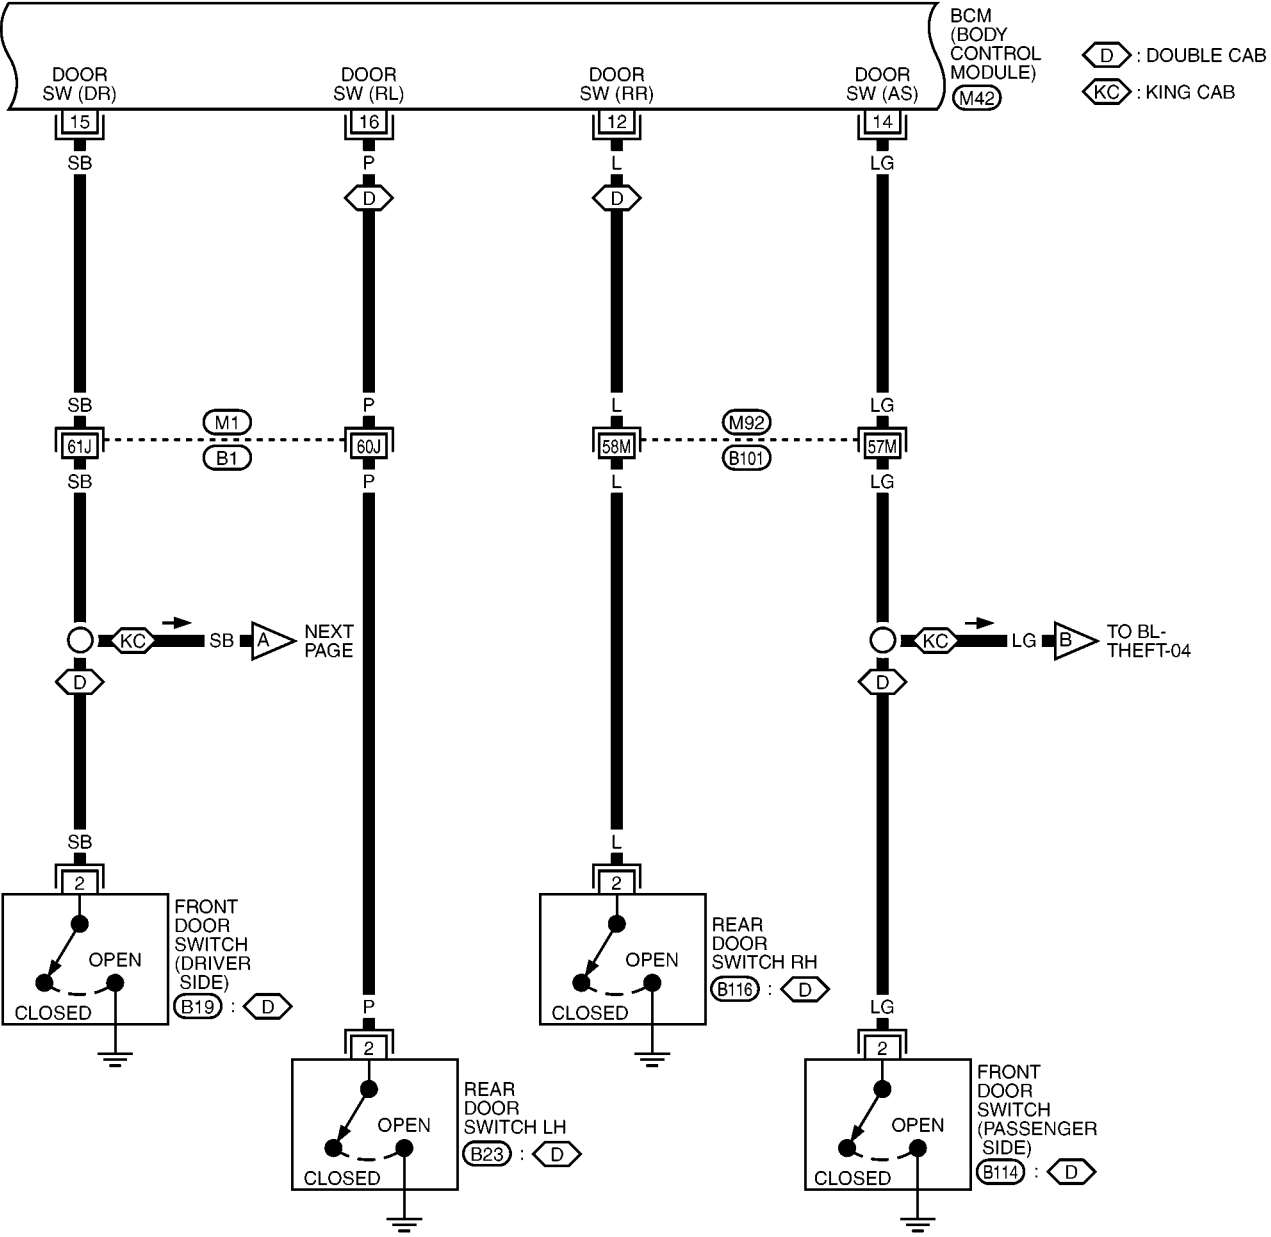 BCM
(BODY
CONTROL
MODULE)
M42
D : DOUBLE CAB
KC : KING CAB
DOOR
SW (DR)
DOOR
SW (RL)
DOOR
SW (RR)
DOOR
SW (AS)
15
16
12
14
SB
P
L
LG
D
D
SB
P
L
LG
M1
M92
61J
60J
58M
57M
B1
B101
SB
P
L
LG
KC
SB
A
NEXT
PAGE
KC
LG
B
TO BL-
THEFT-04
D
D
SB
L
2
2
OPEN
CLOSED
FRONT
DOOR
SWITCH
(DRIVER
SIDE)
B19 : D
OPEN
CLOSED
REAR
DOOR
SWITCH RH
B116 : D
P
LG
2
2
OPEN
CLOSED
REAR
DOOR
SWITCH LH
B23 : D
OPEN
CLOSED
FRONT
DOOR
SWITCH
(PASSENGER
SIDE)
B114 : D